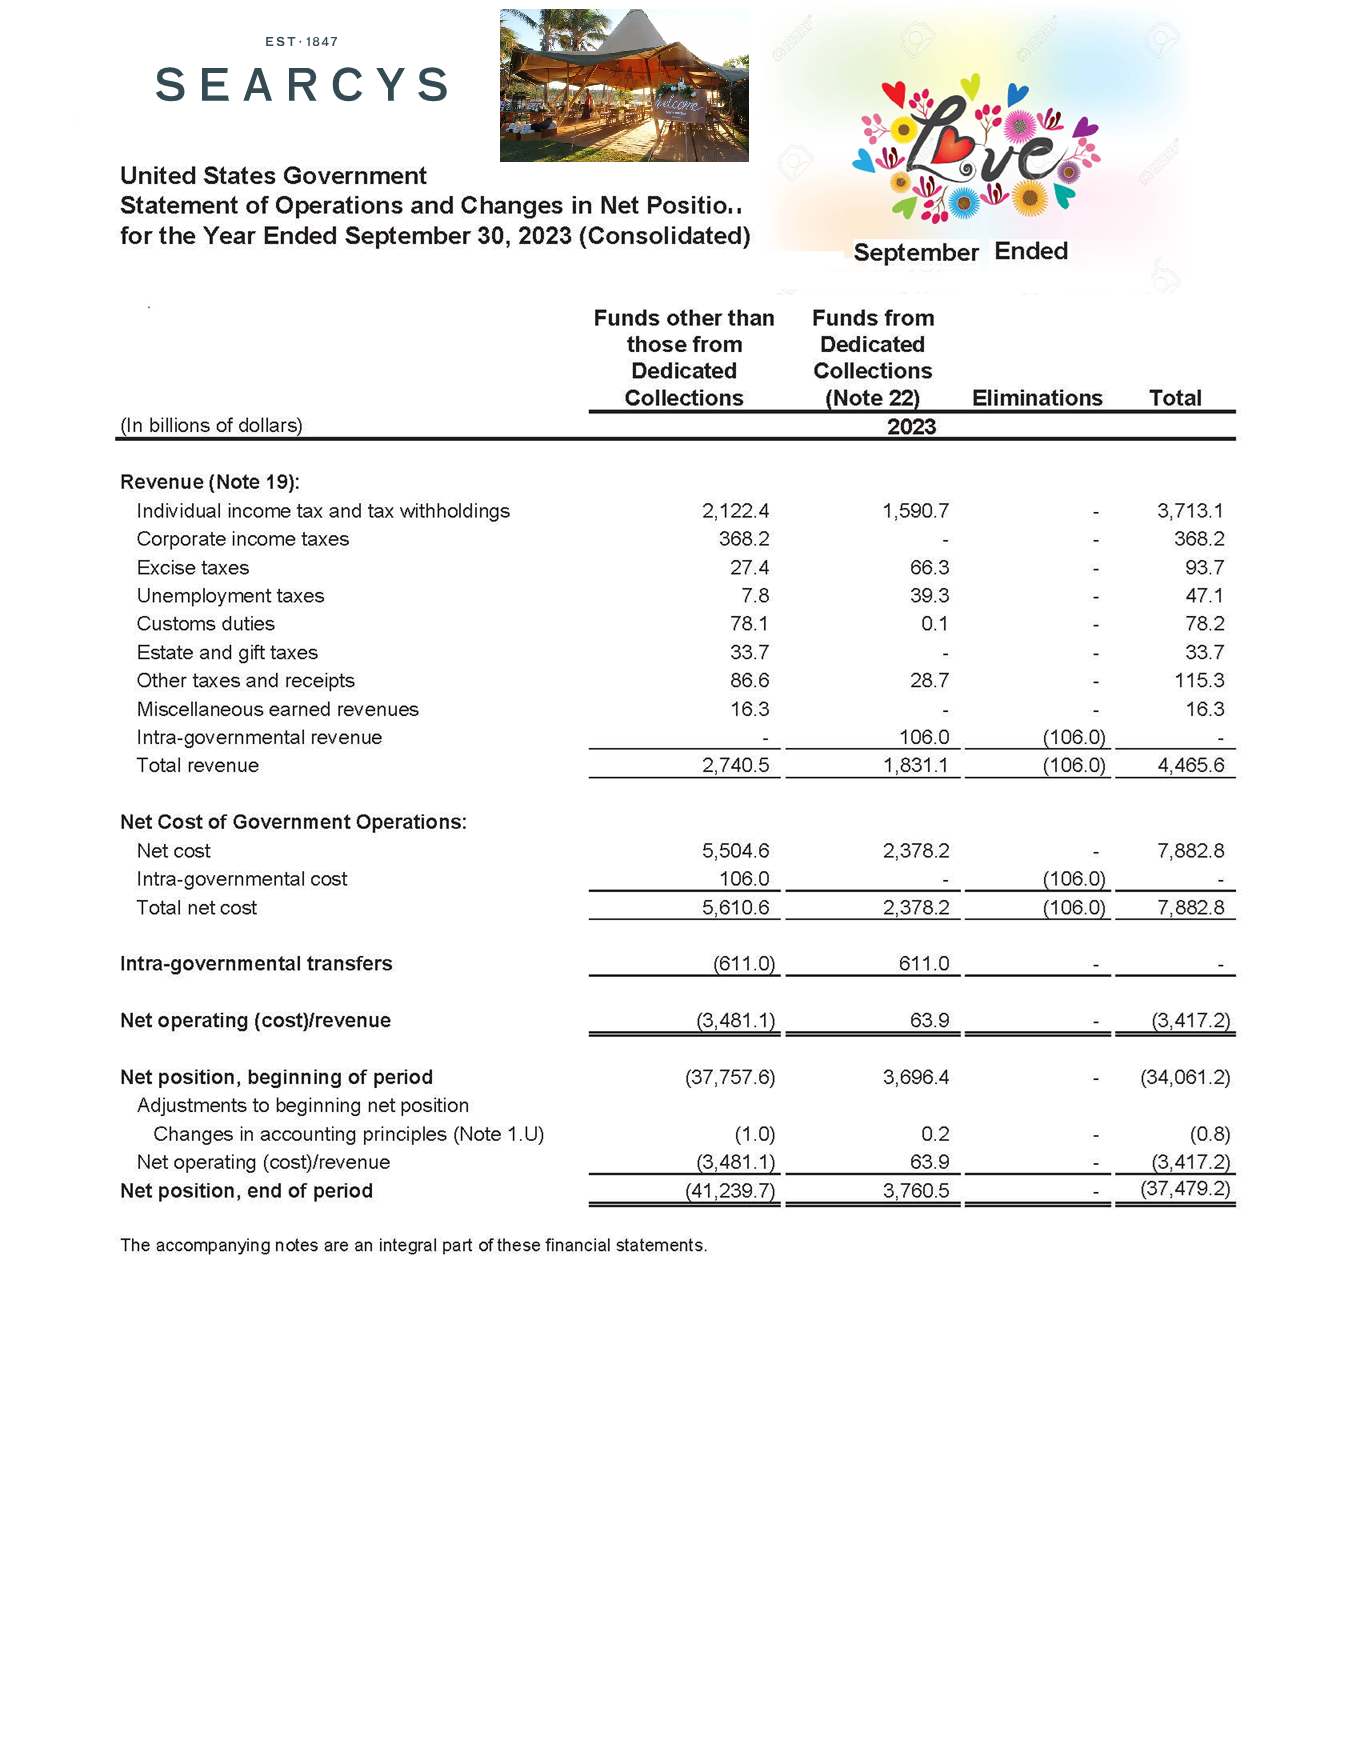 EST · 1847
SEARCYS
welcome
Love
September Ended
United States Government
Statement of Operations and Changes in Net Position
for the Year Ended September 30, 2023 (Consolidated)
Funds other than those from Dedicated Collections
Funds from Dedicated Collections (Note 22)
Eliminations
Total
(In billions of dollars) 2023
Revenue (Note 19):
Individual income tax and tax withholdings 2,122.4 1,590.7 - 3,713.1
Corporate income taxes 368.2 - - 368.2
Excise taxes 27.4 66.3 - 93.7
Unemployment taxes 7.8 39.3 - 47.1
Customs duties 78.1 0.1 - 78.2
Estate and gift taxes 33.7 - - 33.7
Other taxes and receipts 86.6 28.7 - 115.3
Miscellaneous earned revenues 16.3 - - 16.3
Intra-governmental revenue - 106.0 (106.0) -
Total revenue 2,740.5 1,831.1 (106.0) 4,465.6
Net Cost of Government Operations:
Net cost 5,504.6 2,378.2 - 7,882.8
Intra-governmental cost 106.0 - (106.0) -
Total net cost 5,610.6 2,378.2 (106.0) 7,882.8
Intra-governmental transfers (611.0) 611.0 - -
Net operating (cost)/revenue (3,481.1) 63.9 - (3,417.2)
Net position, beginning of period (37,757.6) 3,696.4 - (34,061.2)
Adjustments to beginning net position
Changes in accounting principles (Note 1.U) (1.0) 0.2 - (0.8)
Net operating (cost)/revenue (3,481.1) 63.9 - (3,417.2)
Net position, end of period (41,239.7) 3,760.5 - (37,479.2)
The accompanying notes are an integral part of these financial statements.